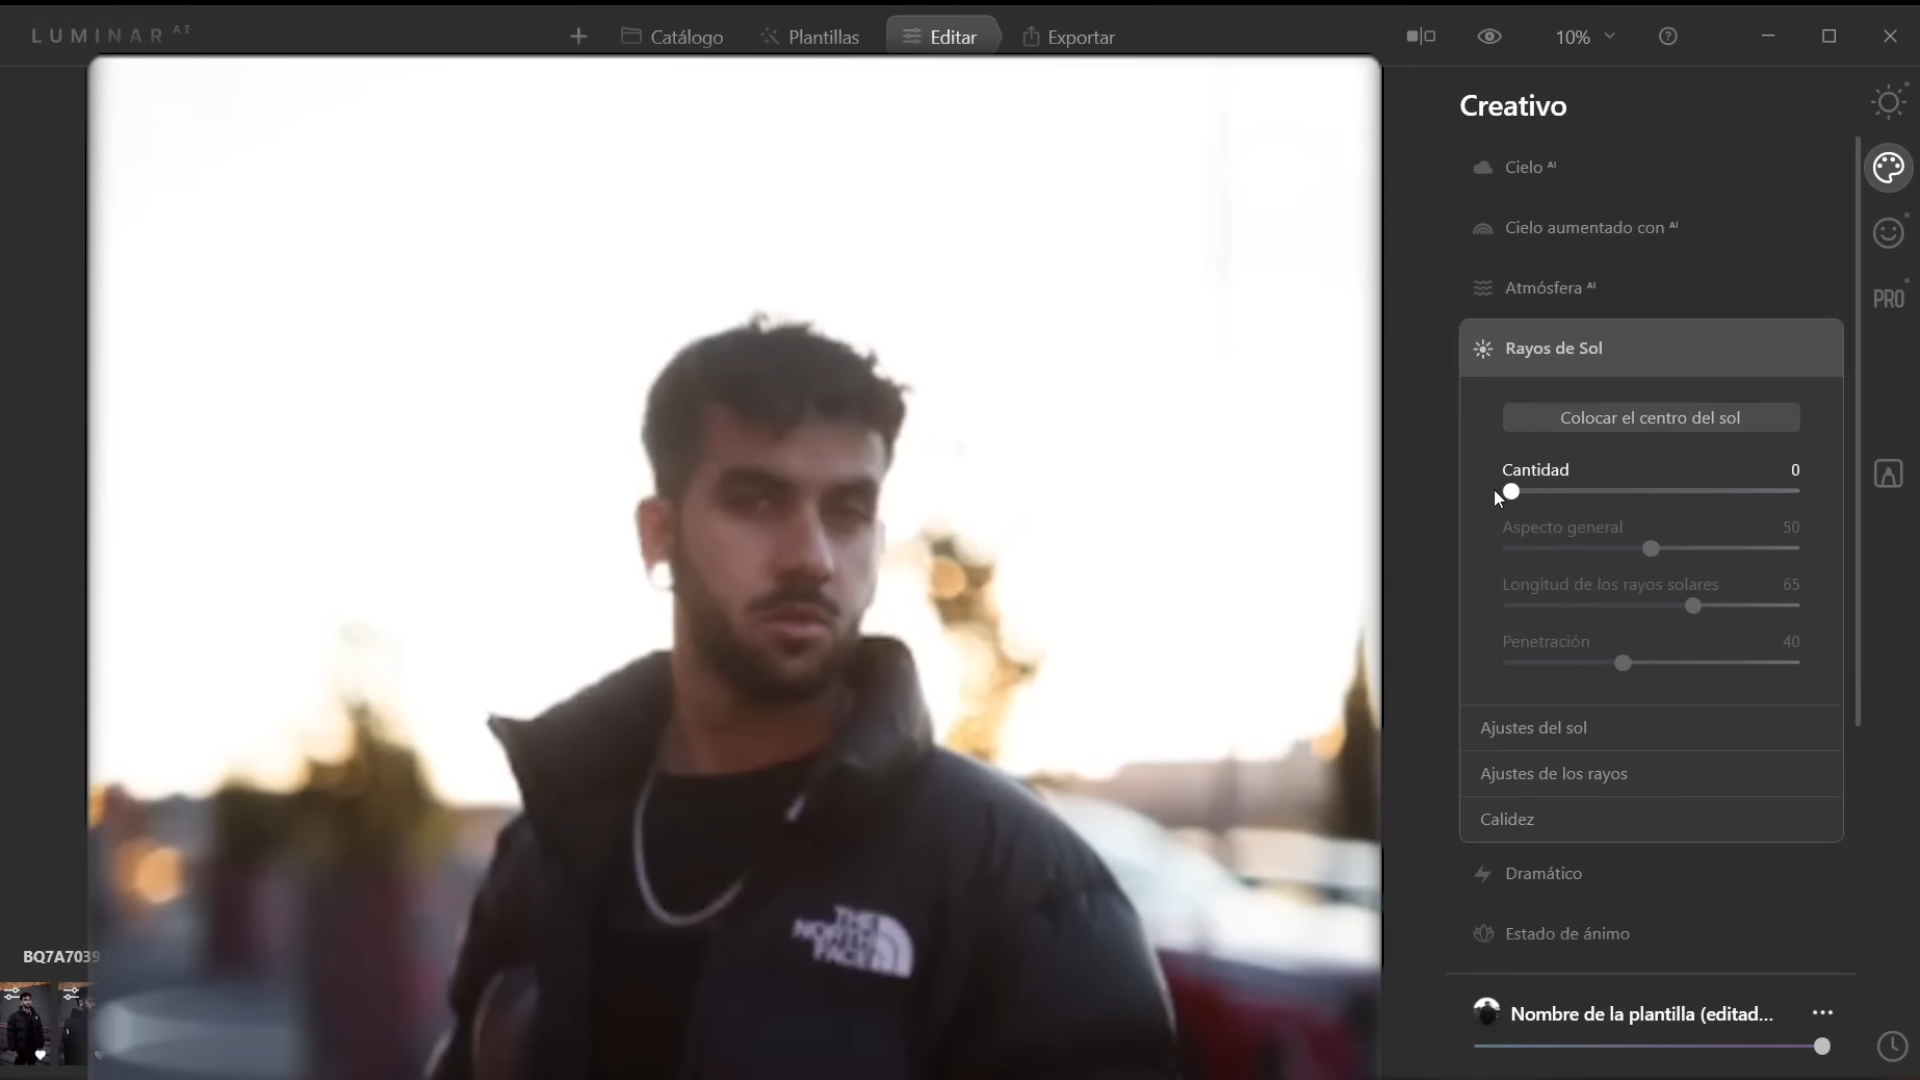 LUMINAR AI
Catálogo
Plantillas
Editar
Exportar
10%
Creativo
Cielo AI
Cielo aumentado con AI
Atmósfera AI
PRO
Rayos de Sol
Colocar el centro del sol
Cantidad 0
Aspecto general 50
Longitud de los rayos solares 65
Penetración 40
Ajustes del sol
Ajustes de los rayos
Calidez
Dramático
Estado de ánimo
Nombre de la plantilla (editad...
THE
NORTH
FACE
BQ7A7039